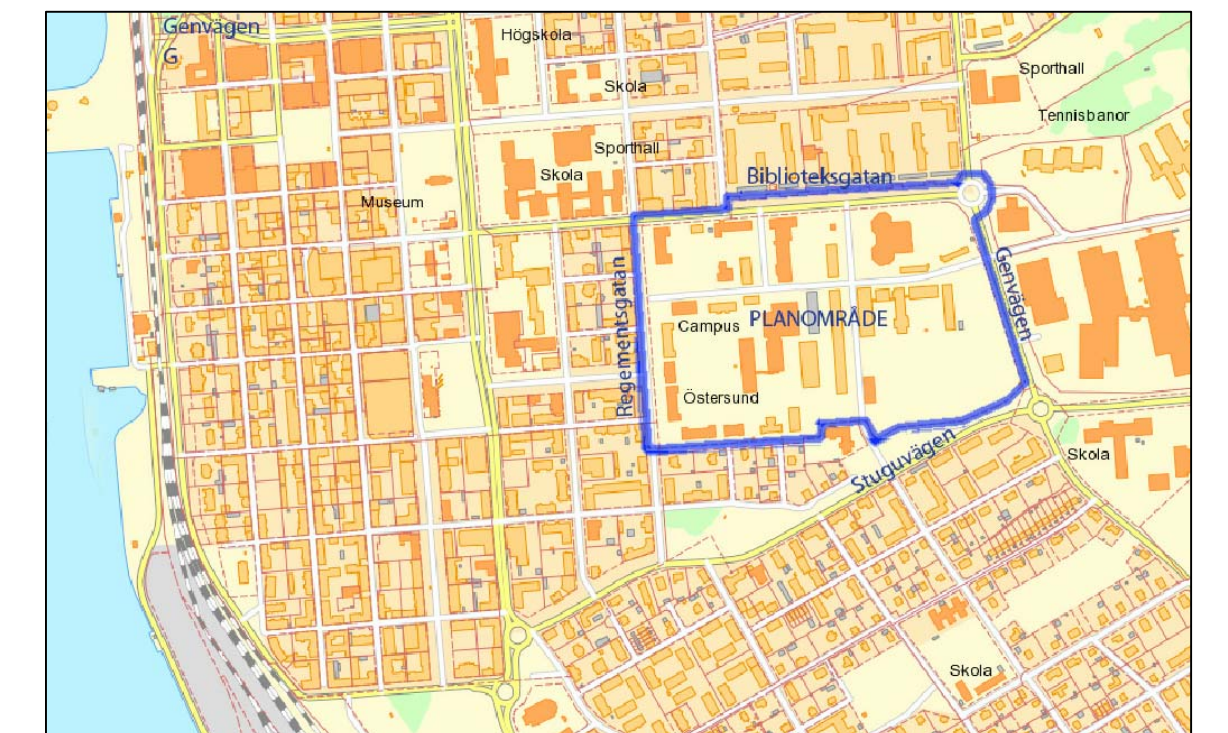 Genvägen
G
Högskola
Skola
Sporthall
Tennisbanor
Sporthall
Skola
Biblioteksgatan
Museum
Regementsgatan
Genvägen
Campus
PLANOMRÅDE
Östersund
Stuguvägen
Skola
Skola